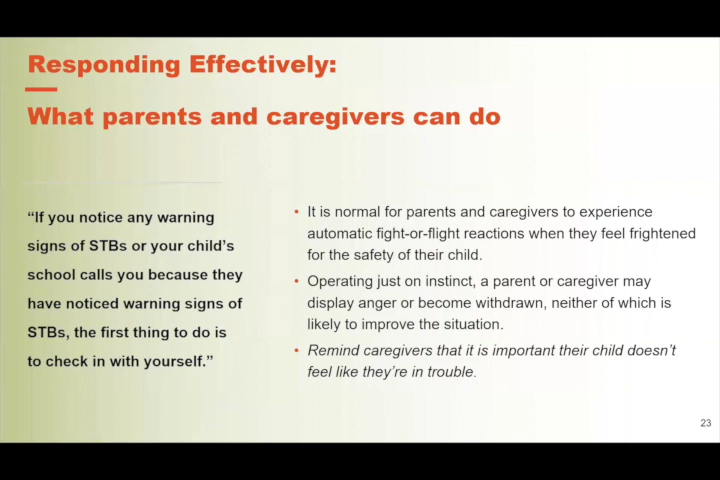 Responding Effectively:
What parents and caregivers can do
“If you notice any warning
signs of STBs or your child’s
school calls you because they
have noticed warning signs of
STBs, the first thing to do is
to check in with yourself.”
• It is normal for parents and caregivers to experience
automatic fight-or-flight reactions when they feel frightened
for the safety of their child.
• Operating just on instinct, a parent or caregiver may
display anger or become withdrawn, neither of which is
likely to improve the situation.
• Remind caregivers that it is important their child doesn’t
feel like they’re in trouble.
23